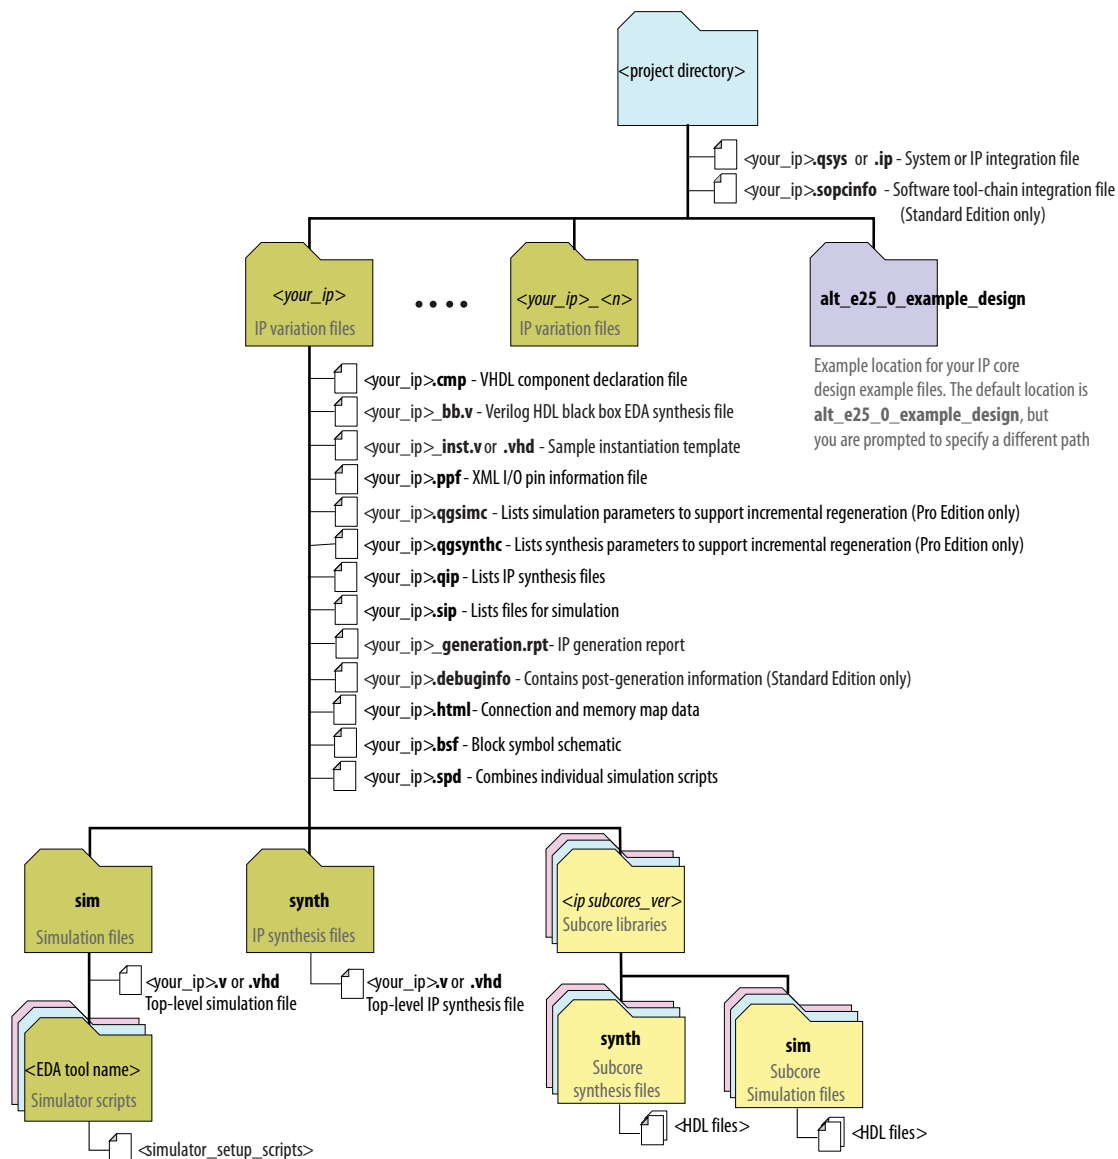 <project directory>
<your_ip>.qsys or .ip - System or IP integration file
<your_ip>.sopcinfo - Software tool-chain integration file
(Standard Edition only)
<your_ip>
IP variation files
<your_ip>_<n>
IP variation files
alt_e25_0_example_design
Example location for your IP core
design example files. The default location is
alt_e25_0_example_design, but
you are prompted to specify a different path
<your_ip>.cmp - VHDL component declaration file
<your_ip>_bb.v - Verilog HDL black box EDA synthesis file
<your_ip>_inst.v or .vhd - Sample instantiation template
<your_ip>.ppf - XML I/O pin information file
<your_ip>.qgsimc - Lists simulation parameters to support incremental regeneration (Pro Edition only)
<your_ip>.qgsynthc - Lists synthesis parameters to support incremental regeneration (Pro Edition only)
<your_ip>.qip - Lists IP synthesis files
<your_ip>.sip - Lists files for simulation
<your_ip>_generation.rpt- IP generation report
<your_ip>.debuginfo - Contains post-generation information (Standard Edition only)
<your_ip>.html- Connection and memory map data
<your_ip>.bsf - Block symbol schematic
<your_ip>.spd - Combines individual simulation scripts
sim
Simulation files
synth
IP synthesis files
<ip subcores_ver>
Subcore libraries
<your_ip>.v or .vhd
Top-level simulation file
<your_ip>.v or .vhd
Top-level IP synthesis file
<EDA tool name>
Simulator scripts
synth
Subcore
synthesis files
sim
Subcore
Simulation files
<HDL files>
<HDL files>
<simulator_setup_scripts>